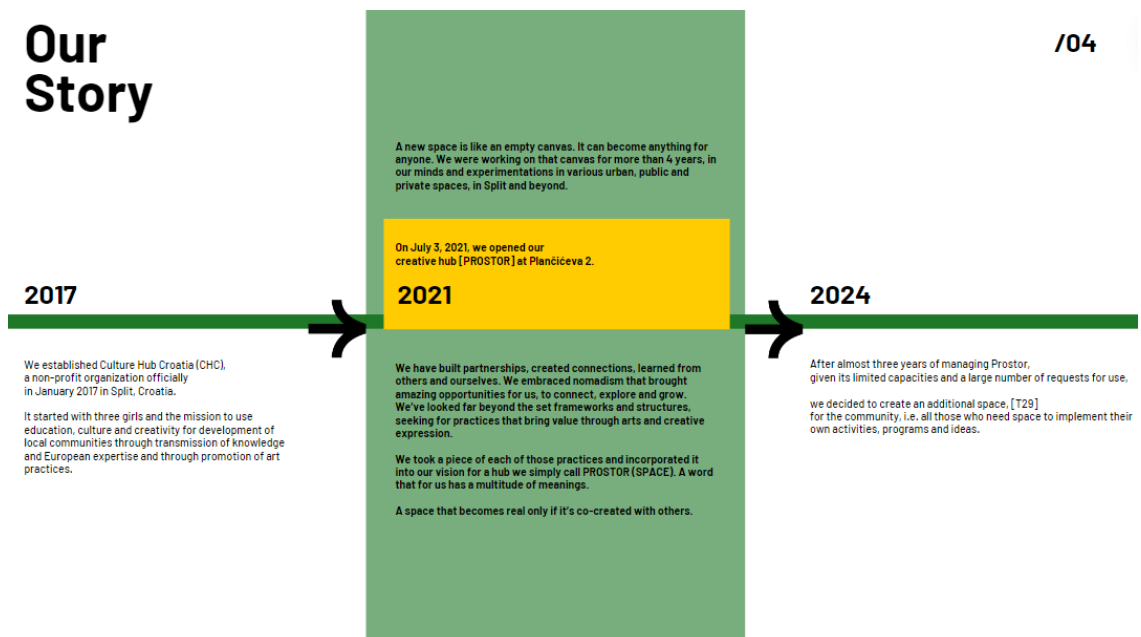 Our
Story
/04
2017
We established Culture Hub Croatia (CHC),
a non-profit organization officially
in January 2017 in Split, Croatia.
It started with three girls and the mission to use
education, culture and creativity for development of
local communities through transmission of knowledge
and European expertise and through promotion of art
practices.
A new space is like an empty canvas. It can become anything for
anyone. We were working on that canvas for more than 4 years, in
our minds and experimentations in various urban, public and
private spaces, in Split and beyond.
On July 3, 2021, we opened our
creative hub [PROSTOR] at Plančićeva 2.
2021
We have built partnerships, created connections, learned from
others and ourselves. We embraced nomadism that brought
amazing opportunities for us, to connect, explore and grow.
We've looked far beyond the set frameworks and structures,
seeking for practices that bring value through arts and creative
expression.
We took a piece of each of those practices and incorporated it
into our vision for a hub we simply call PROSTOR (SPACE). A word
that for us has a multitude of meanings.
A space that becomes real only if it's co-created with others.
2024
After almost three years of managing Prostor,
given its limited capacities and a large number of requests for use,
we decided to create an additional space, [T29]
for the community, i.e. all those who need space to implement their
own activities, programs and ideas.